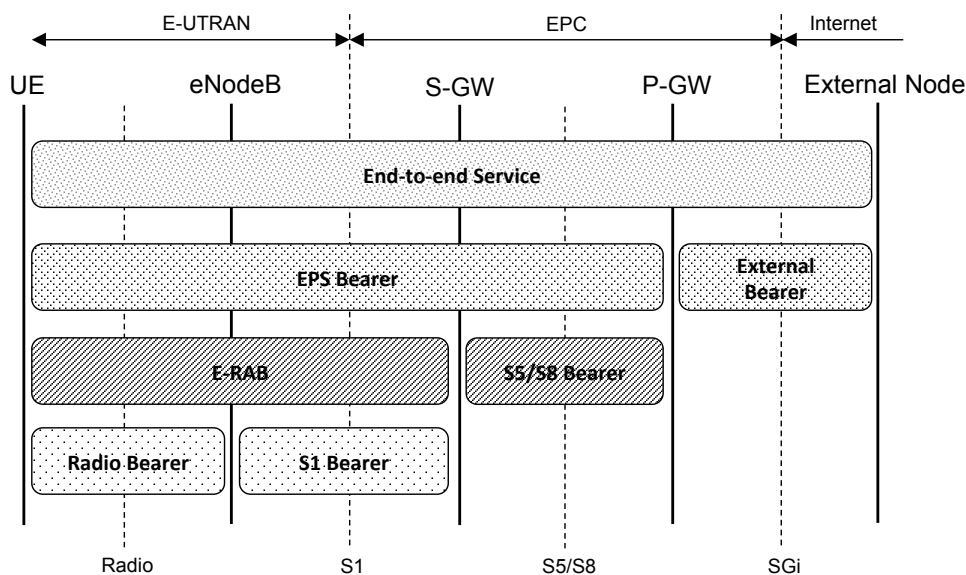 E-UTRAN EPC Internet
UE eNodeB S-GW P-GW External Node
End-to-end Service
EPS Bearer
External
Bearer
E-RAB S5/S8 Bearer
Radio Bearer S1 Bearer
Radio S1 S5/S8 SGi